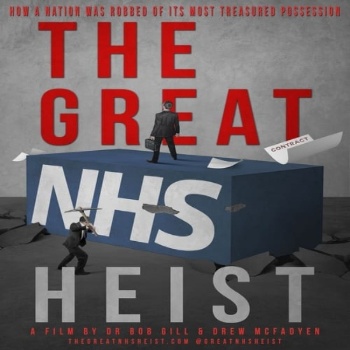 HOW A NATION WAS ROBBED OF ITS MOST TREASURED POSSESSION
THE
GREAT
CONTRACT
NHS
HEIST
A FILM BY DR BOB GILL & DREW MCFADYEN
THEGREATNHSHEIST.COM @GREATNHSHEIST